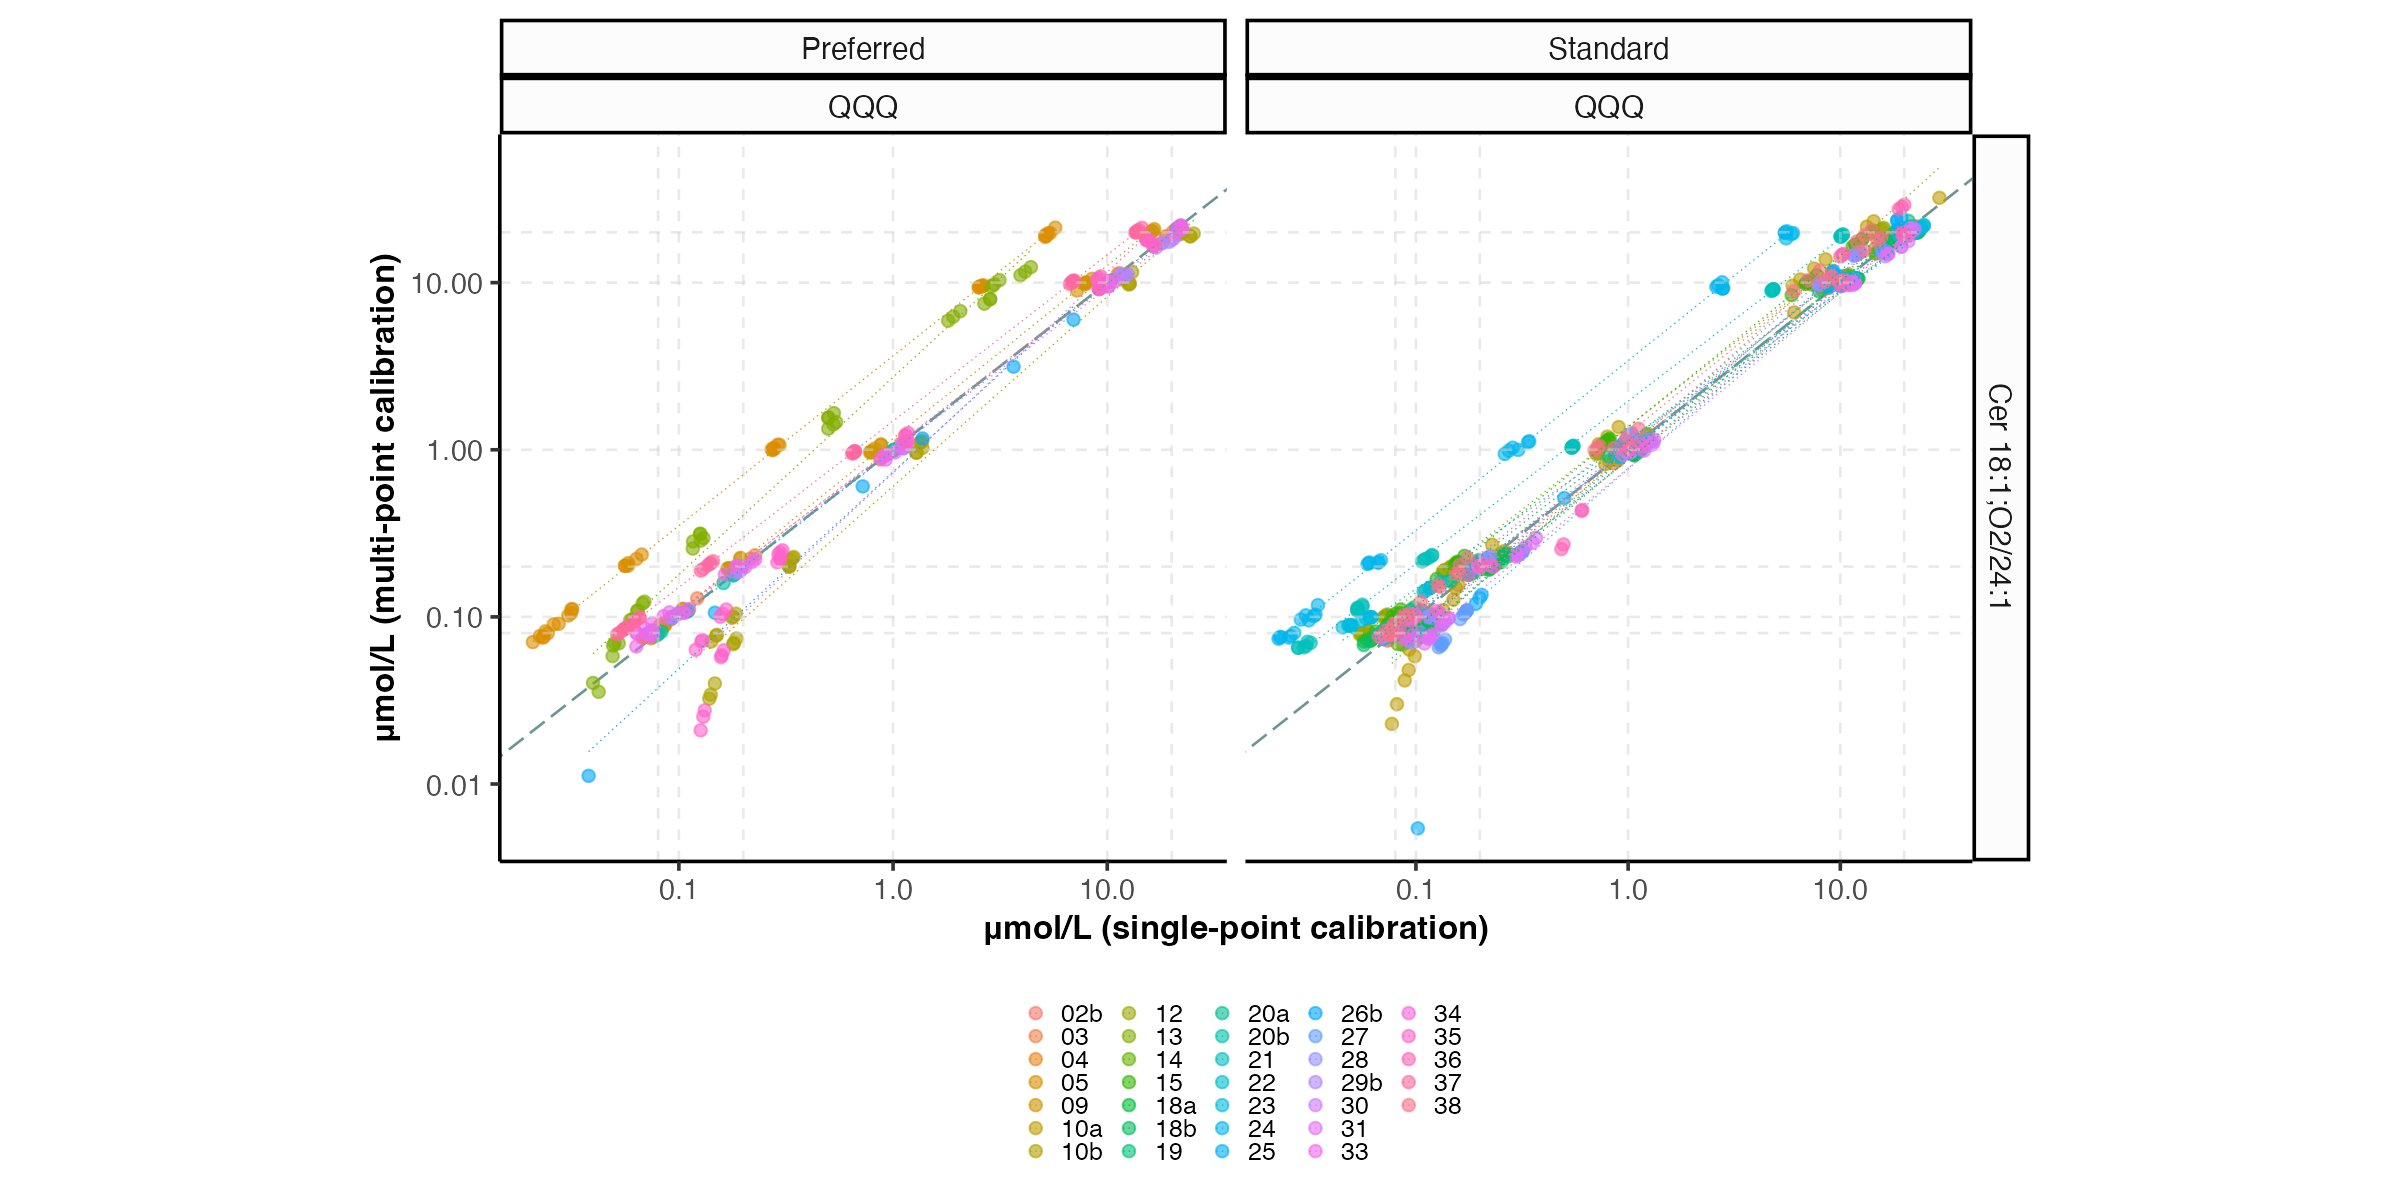 Preferred
Standard
QQQ
QQQ
Cer 18:1;O2/24:1
µmol/L (multi-point calibration)
10.00
1.00
0.10
0.01
0.1 1.0 10.0
0.1 1.0 10.0
µmol/L (single-point calibration)
02b 12 20a 26b 34
03 13 20b 27 35
04 14 21 28 36
05 15 22 29b 37
09 18a 23 30 38
10a 18b 24 31
10b 19 25 33